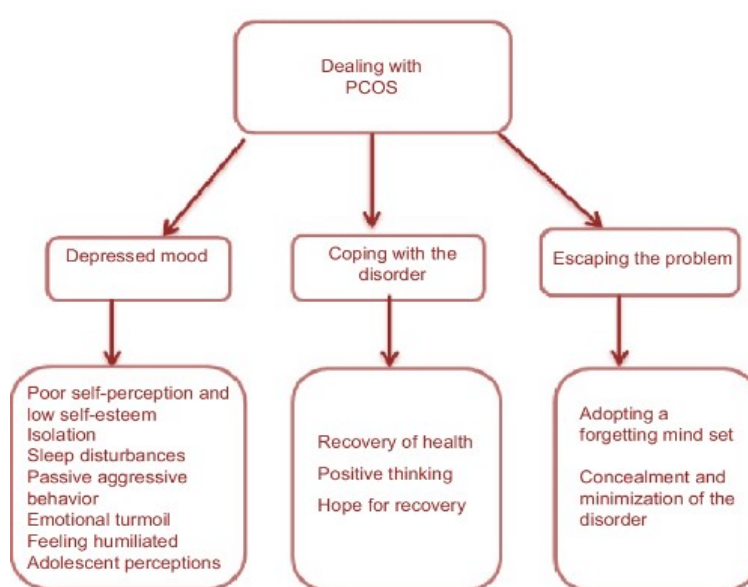 Dealing with
PCOS
Depressed mood
Coping with the
disorder
Escaping the problem
Poor self-perception and
low self-esteem
Isolation
Sleep disturbances
Passive aggressive
behavior
Emotional turmoil
Feeling humiliated
Adolescent perceptions
Recovery of health
Positive thinking
Hope for recovery
Adopting a
forgetting mind set
Concealment and
minimization of the
disorder